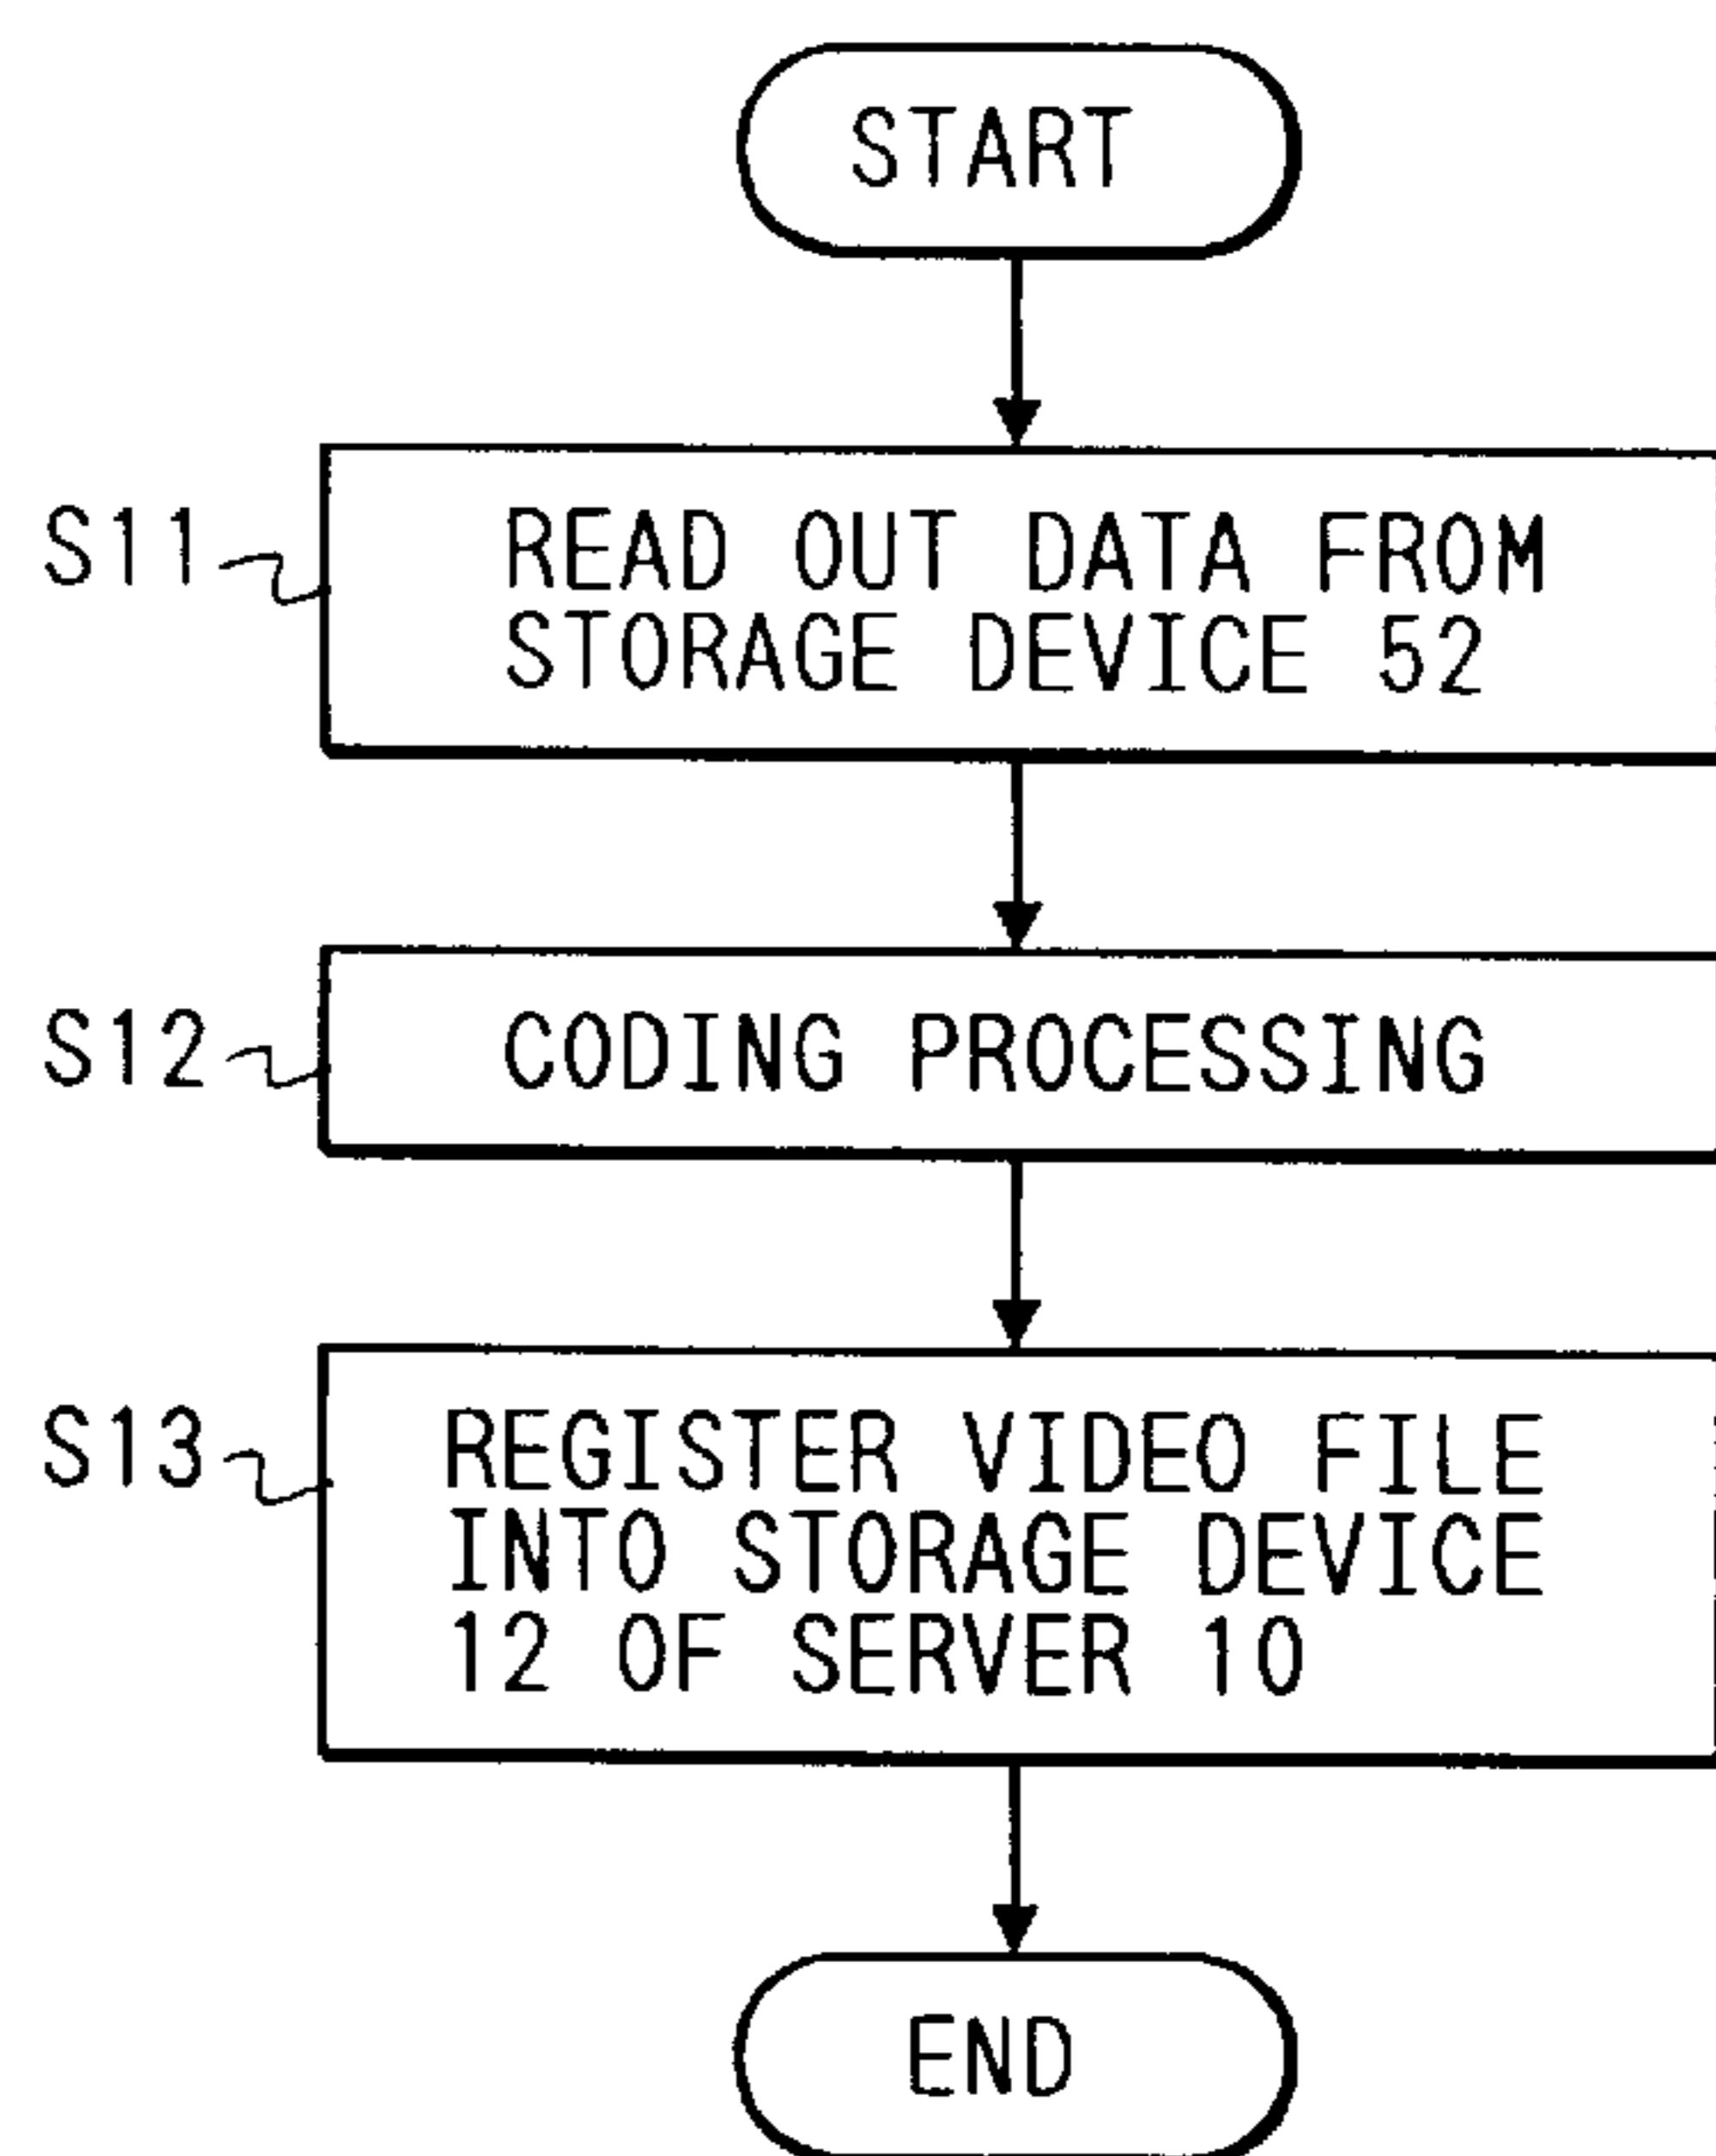 START
S11
READ OUT DATA FROM
STORAGE DEVICE 52
S12
CODING PROCESSING
S13
REGISTER VIDEO FILE
INTO STORAGE DEVICE
12 OF SERVER 10
END